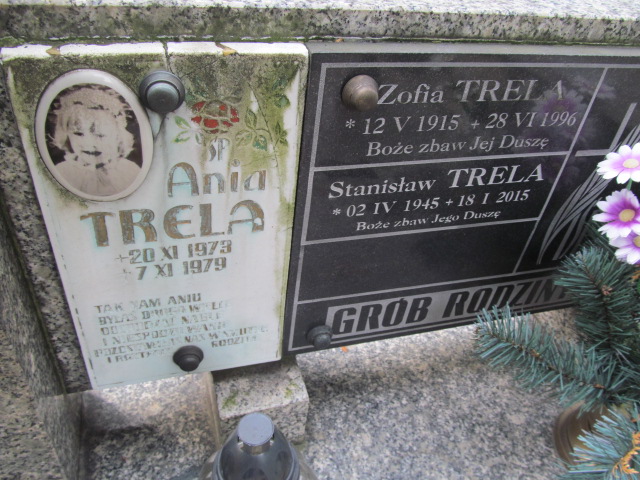 ŚP
Ania
TRELA
+20 XI 1973
-7 XI 1979
TAK NAM ANIU
Zofia TRELA
* 12 V 1915 + 28 VI 1996
Boże zbaw Jej Duszę
Stanisław TRELA
* 02 IV 1945 + 18 I 2015
Boże zbaw Jego Duszę
GRÓB RODZIN